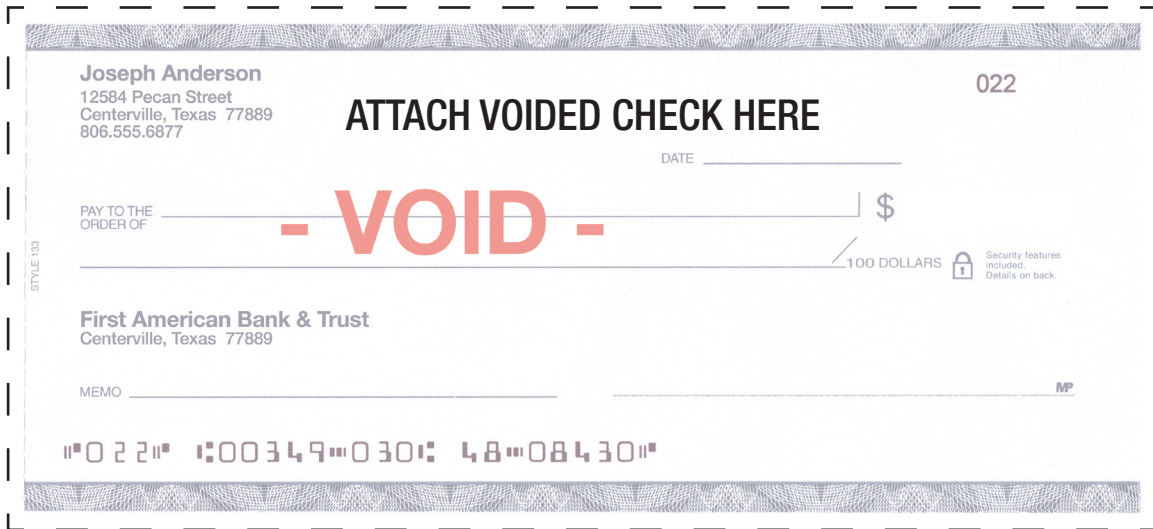 Joseph Anderson
12584 Pecan Street
Centerville, Texas 77889
806.555.6877
022
ATTACH VOIDED CHECK HERE
DATE
PAY TO THE
ORDER OF
$
- VOID -
100 DOLLARS
Security features
included.
Details on back.
STYLE 133
First American Bank & Trust
Centerville, Texas 77889
MEMO
MP
⑈022⑈ ⑆00349⑉030⑆ 48⑉08430⑈